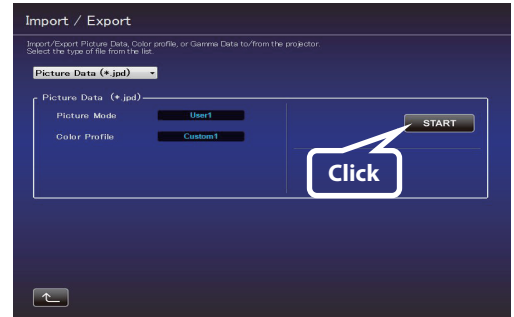 Import / Export
Import/Export Picture Data, Color profile, or Gamma Data to/from the projector.
Select the type of file from the list.
Picture Data (*.jpd)
Picture Data (*.jpd)
Picture Mode User1
START
Color Profile Custom1
Click